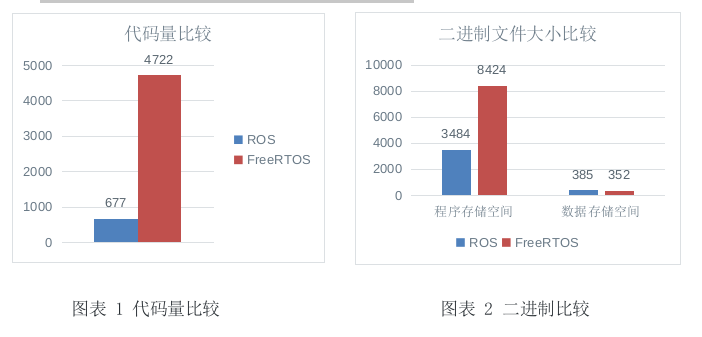 代码量比较
4722
5000
4000
3000
2000
1000
0
677
ROS
FreeRTOS
二进制文件大小比较
10000
8000
6000
4000
2000
0
8424
3484
385 352
程序存储空间 数据存储空间
ROS FreeRTOS
图表 1 代码量比较
图表 2 二进制比较